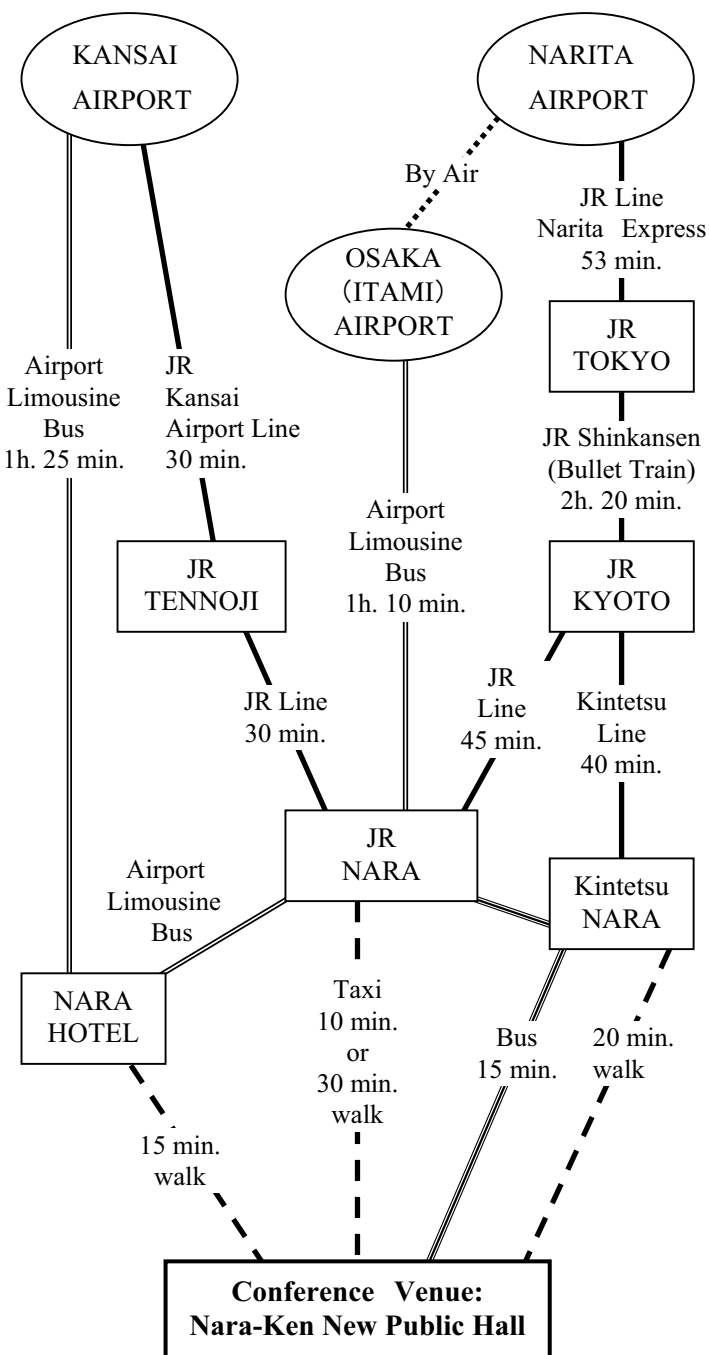 KANSAI
AIRPORT
NARITA
AIRPORT
By Air
JR Line
Narita Express
53 min.
OSAKA
（ITAMI）
AIRPORT
JR
TOKYO
Airport
Limousine
Bus
1h. 25 min.
JR
Kansai
Airport Line
30 min.
JR Shinkansen
(Bullet Train)
2h. 20 min.
Airport
Limousine
Bus
1h. 10 min.
JR
TENNOJI
JR
KYOTO
JR Line
30 min.
JR
Line
45 min.
Kintetsu
Line
40 min.
JR
NARA
Kintetsu
NARA
Airport
Limousine
Bus
NARA
HOTEL
Taxi
10 min.
or
30 min.
walk
Bus
15 min.
20 min.
walk
15 min.
walk
Conference Venue:
Nara-Ken New Public Hall